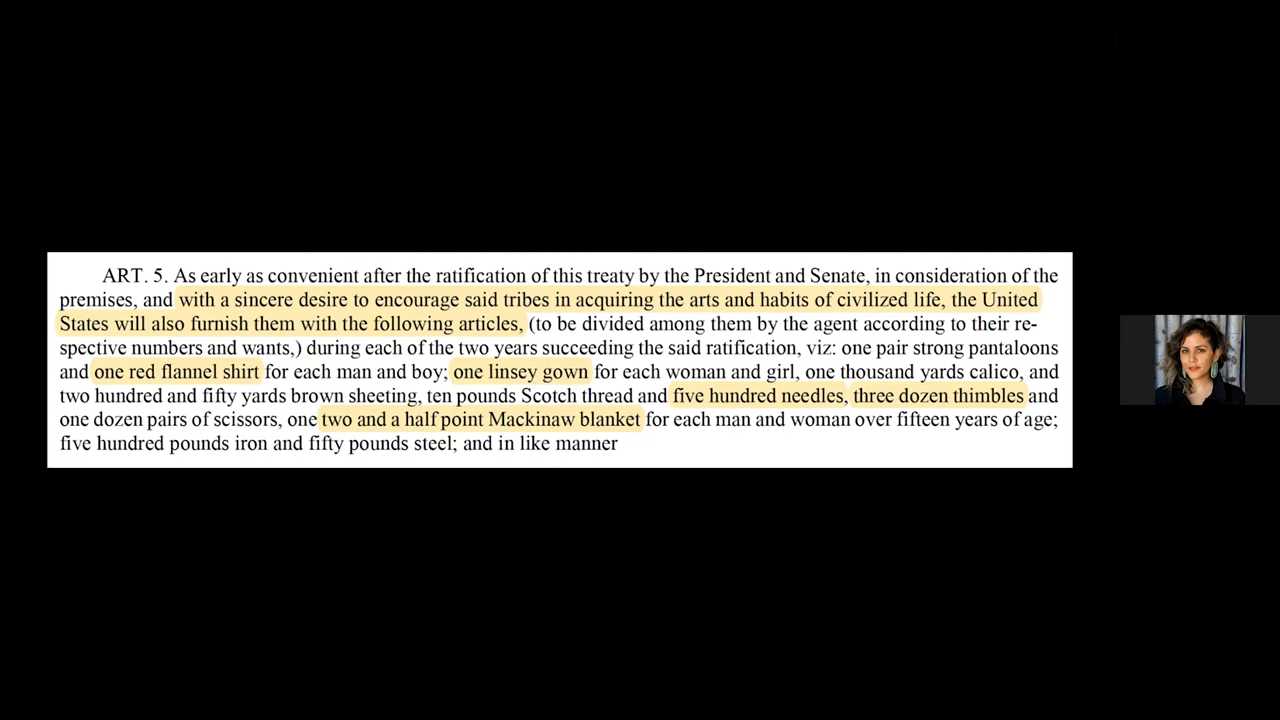 ART. 5. As early as convenient after the ratification of this treaty by the President and Senate, in consideration of the
premises, and with a sincere desire to encourage said tribes in acquiring the arts and habits of civilized life, the United
States will also furnish them with the following articles, (to be divided among them by the agent according to their re-
spective numbers and wants,) during each of the two years succeeding the said ratification, viz: one pair strong pantaloons
and one red flannel shirt for each man and boy; one linsey gown for each woman and girl, one thousand yards calico, and
two hundred and fifty yards brown sheeting, ten pounds Scotch thread and five hundred needles, three dozen thimbles and
one dozen pairs of scissors, one two and a half point Mackinaw blanket for each man and woman over fifteen years of age;
five hundred pounds iron and fifty pounds steel; and in like manner